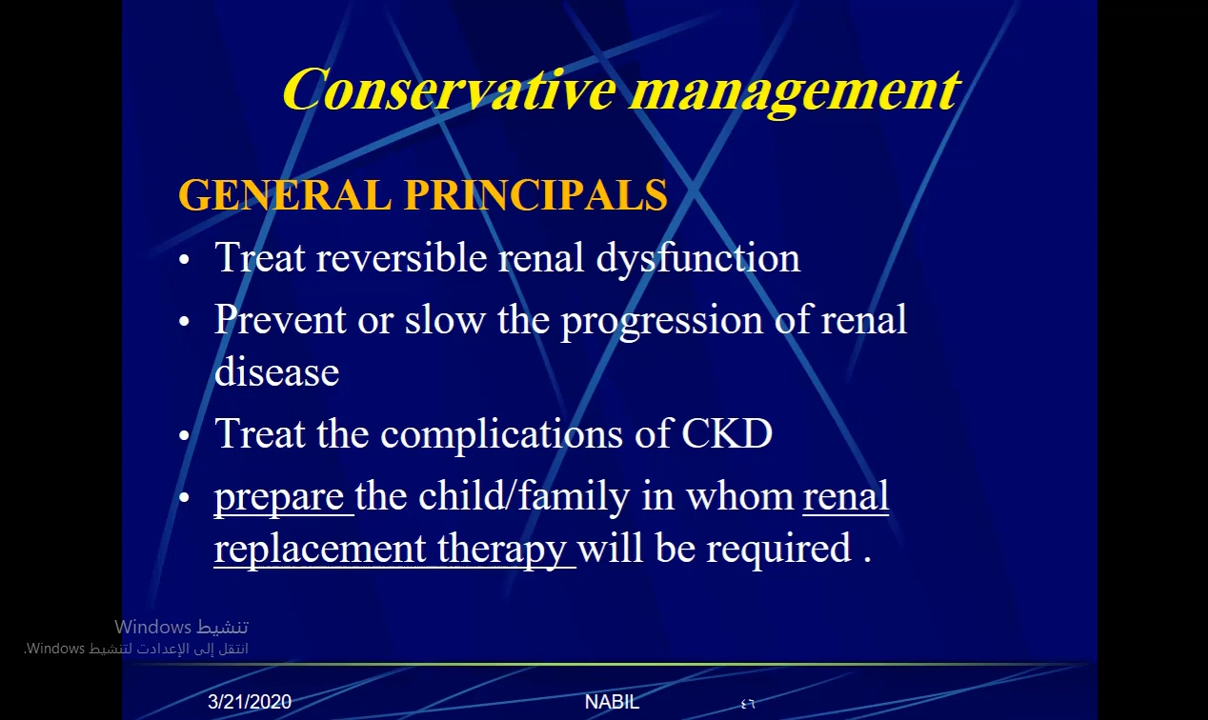 Conservative management
GENERAL PRINCIPALS
• Treat reversible renal dysfunction
• Prevent or slow the progression of renal
disease
• Treat the complications of CKD
• prepare the child/family in whom renal
replacement therapy will be required .
تنشيط Windows
انتقل إلى الإعدادت لتنشيط Windows.
3/21/2020 NABIL ٤٦